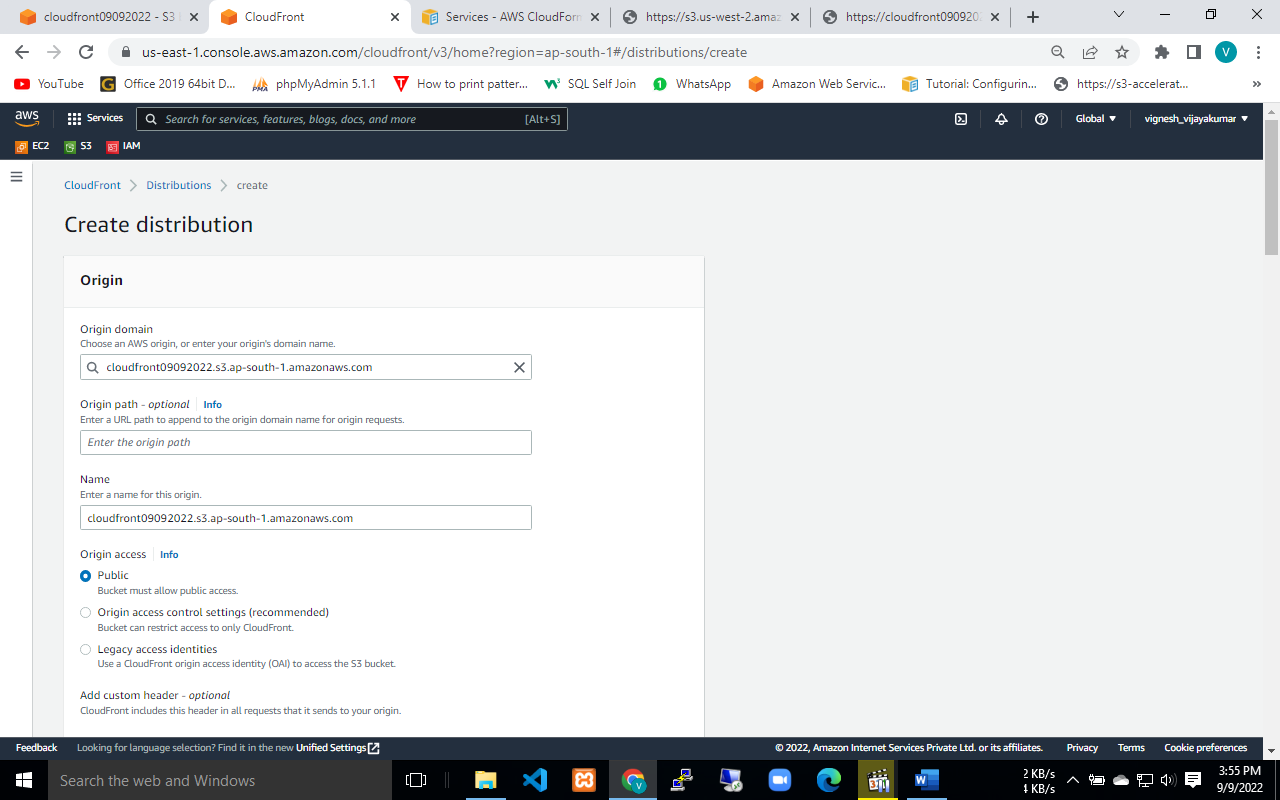 cloudfront09092022 - S3
CloudFront
Services - AWS CloudForn
https://s3.us-west-2.amaz
https://cloudfront090920
us-east-1.console.aws.amazon.com/cloudfront/v3/home?region=ap-south-1#/distributions/create
V
YouTube
Office 2019 64bit D...
phpMyAdmin 5.1.1
How to print patter...
SQL Self Join
WhatsApp
Amazon Web Servic...
Tutorial: Configurin...
https://s3-accelerat...
»
aws
Services
Search for services, features, blogs, docs, and more
[Alt+S]
Global
vignesh_vijayakumar
EC2
S3
IAM
CloudFront
Distributions
create
Create distribution
Origin
Origin domain
Choose an AWS origin, or enter your origin's domain name.
cloudfront09092022.s3.ap-south-1.amazonaws.com
Origin path - optional
Info
Enter a URL path to append to the origin domain name for origin requests.
Enter the origin path
Name
Enter a name for this origin.
cloudfront09092022.s3.ap-south-1.amazonaws.com
Origin access
Info
Public
Bucket must allow public access.
Origin access control settings (recommended)
Bucket can restrict access to only CloudFront.
Legacy access identities
Use a CloudFront origin access identity (OAI) to access the S3 bucket.
Add custom header - optional
CloudFront includes this header in all requests that it sends to your origin.
Feedback
Looking for language selection? Find it in the new Unified Settings
© 2022, Amazon Internet Services Private Ltd. or its affiliates.
Privacy
Terms
Cookie preferences
Search the web and Windows
2 KB/s
4 KB/s
3:55 PM
9/9/2022